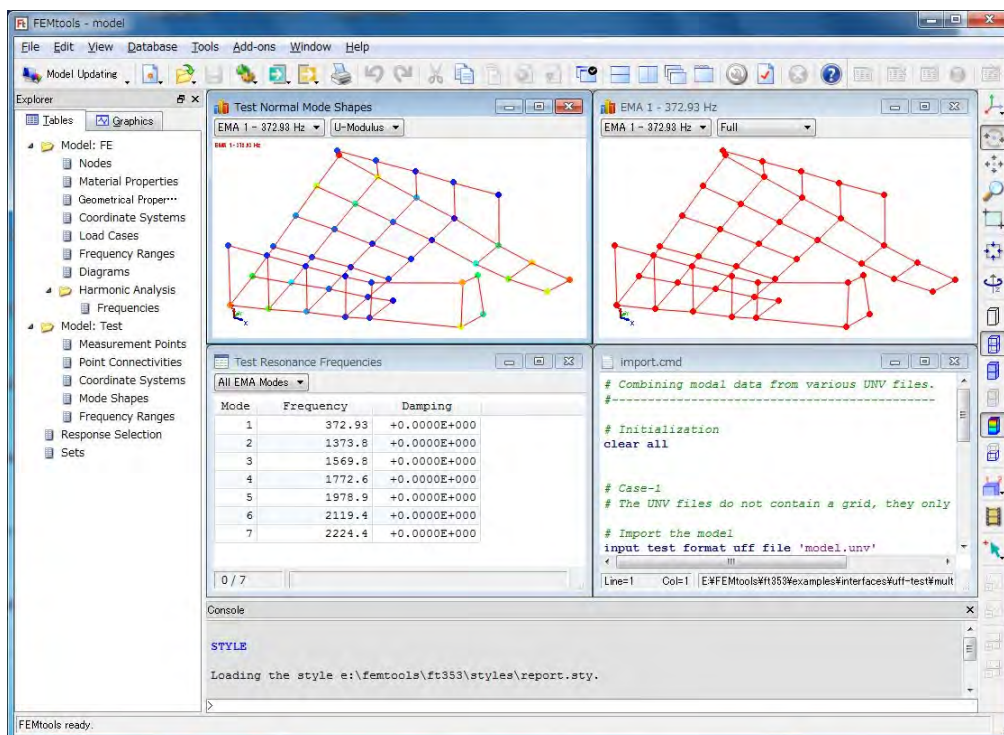 FEMtools - model
File Edit View Database Tools Add-ons Window Help
Model Updating
Explorer
Tables Graphics
Model: FE
Nodes
Material Properties
Geometrical Proper…
Coordinate Systems
Load Cases
Frequency Ranges
Diagrams
Harmonic Analysis
Frequencies
Model: Test
Measurement Points
Point Connectivities
Coordinate Systems
Mode Shapes
Frequency Ranges
Response Selection
Sets
Test Normal Mode Shapes
EMA 1 - 372.93 Hz U-Modulus
EMA 1-372.93 Hz
X
EMA 1 - 372.93 Hz
EMA 1 - 372.93 Hz Full
X
Test Resonance Frequencies
All EMA Modes
Mode Frequency Damping
1 372.93 +0.0000E+000
2 1373.8 +0.0000E+000
3 1569.8 +0.0000E+000
4 1772.6 +0.0000E+000
5 1978.9 +0.0000E+000
6 2119.4 +0.0000E+000
7 2224.4 +0.0000E+000
0 / 7
import.cmd
# Combining modal data from various UNV files.
#---------------------------------------------
# Initialization
clear all
# Case-1
# The UNV files do not contain a grid, they only
# Import the model
input test format uff file 'model.unv'
Line=1 Col=1 E:¥FEMtools¥ft353¥examples¥interfaces¥uff-test¥mult
Console
STYLE
Loading the style e:\femtools\ft353\styles\report.sty.
>
FEMtools ready.